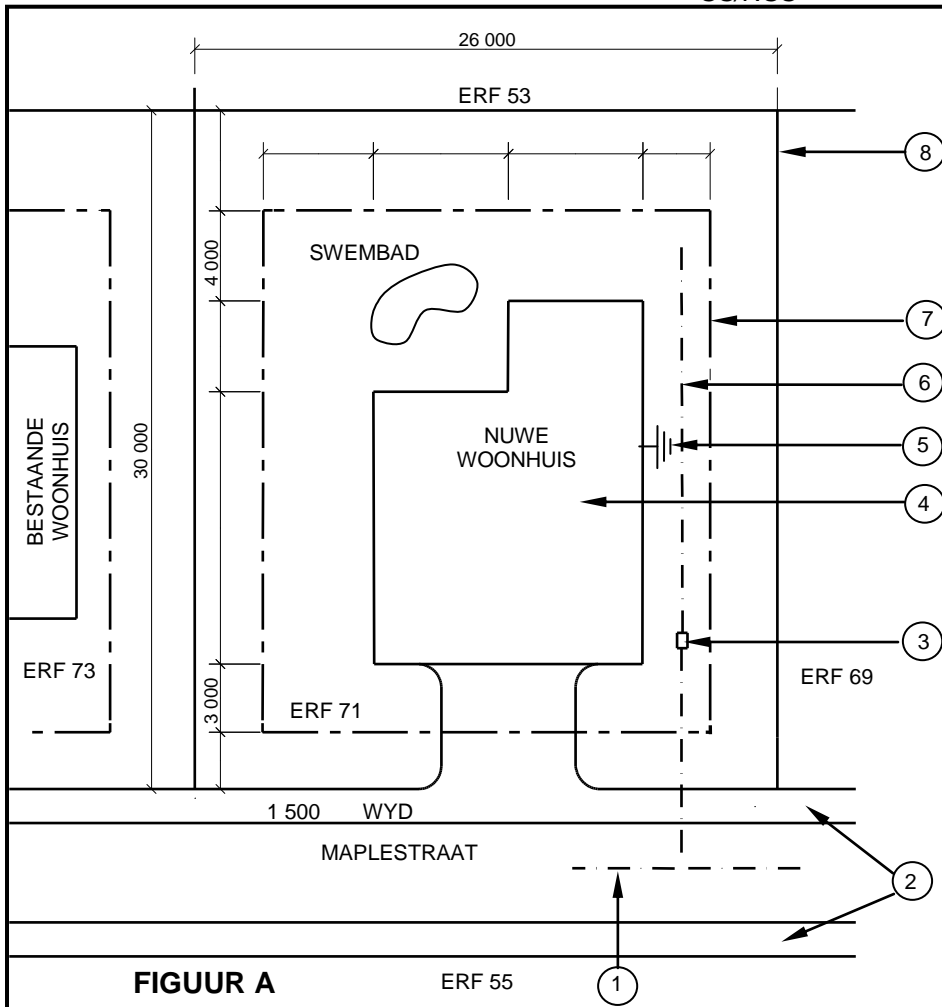 26 000
ERF 53
8
SWEMBAD
4 000
7
6
BESTAANDE
WOONHUIS
30 000
NUWE
WOONHUIS
5
4
3
ERF 73
3 000
ERF 71
ERF 69
1 500 WYD
MAPLESTRAAT
2
FIGUUR A
ERF 55
1